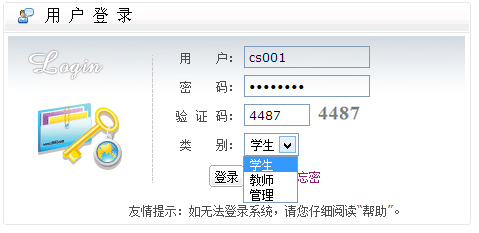 用 户 登 录
Login
用 户： cs001
密 码： ••••••••
验 证 码： 4487 4487
类 别： 学生
学生
登录 教师 忘密
管理
友情提示：如无法登录系统，请您仔细阅读“帮助”。